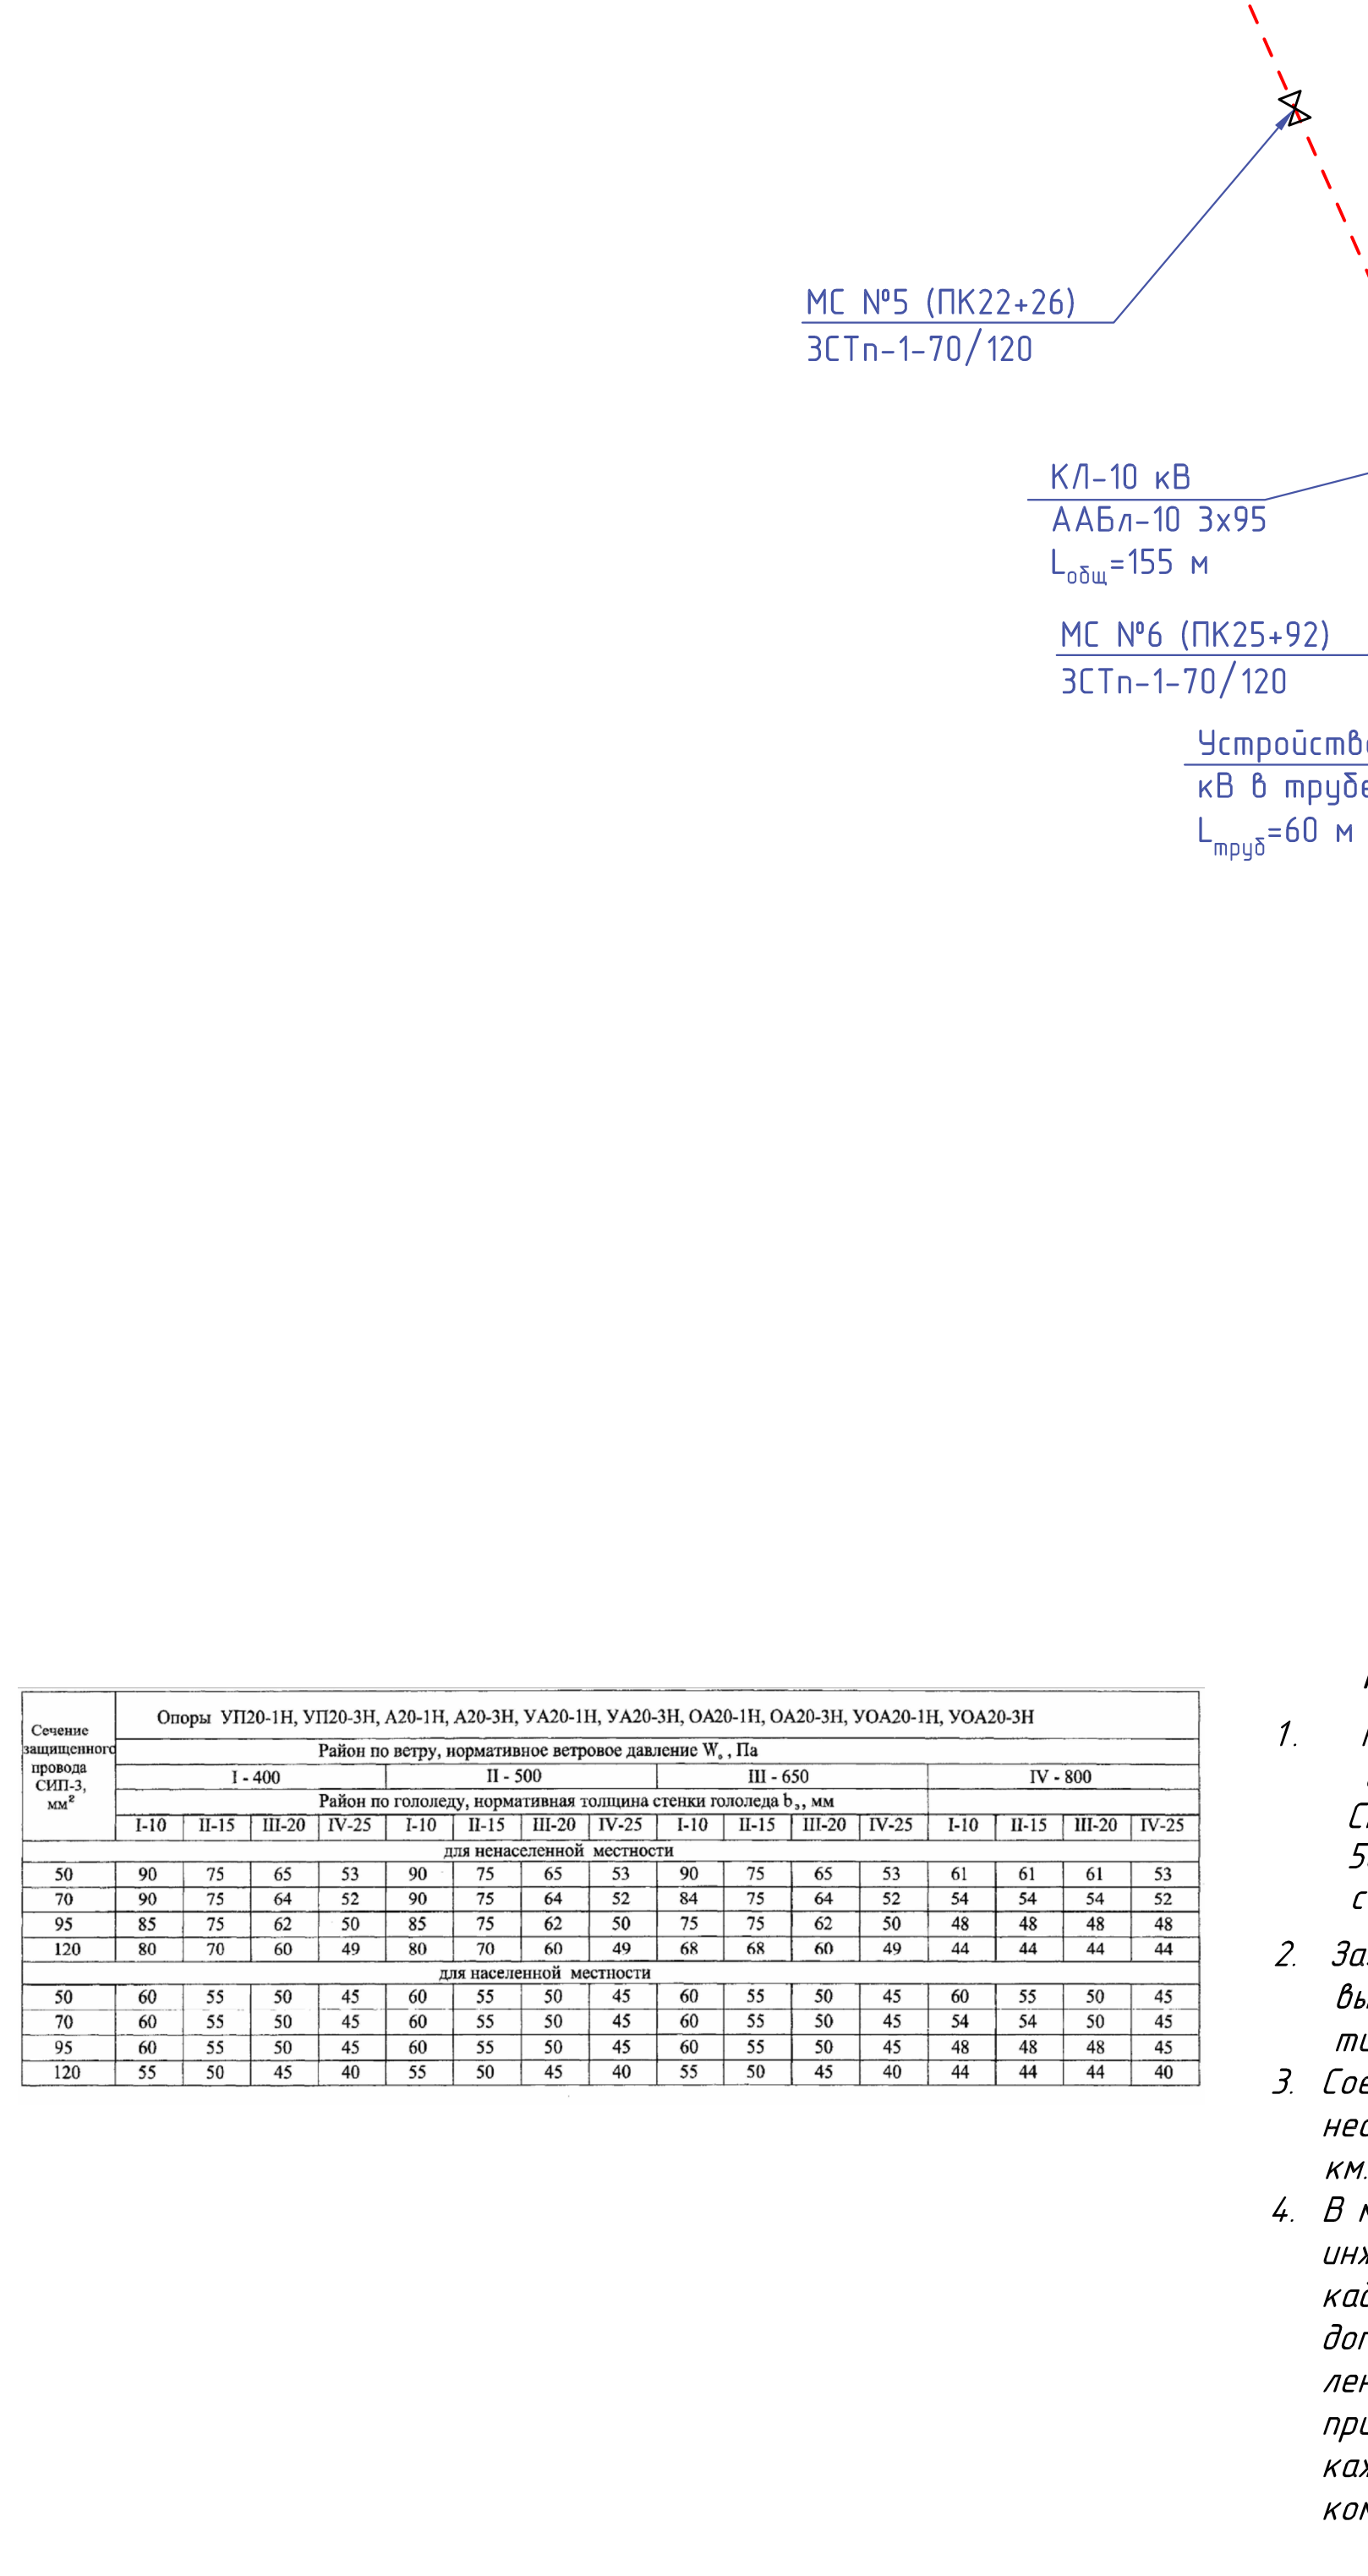 МС №5 (ПК22+26)
3СТп-1-70/120
КЛ-10 кВ
ААБл-10 3х95
Lобщ=155 м
МС №6 (ПК25+92)
3СТп-1-70/120
Устройство
кВ в трубе
Lтруб=60 м
Сечение защищенного провода СИП-3, мм²
Опоры УП20-1Н, УП20-3Н, А20-1Н, А20-3Н, УА20-1Н, УА20-3Н, ОА20-1Н, ОА20-3Н, УОА20-1Н, УОА20-3Н
Район по ветру, нормативное ветровое давление Wо, Па
I - 400 II - 500 III - 650 IV - 800
Район по гололеду, нормативная толщина стенки гололеда bэ, мм
I-10 II-15 III-20 IV-25 I-10 II-15 III-20 IV-25 I-10 II-15 III-20 IV-25 I-10 II-15 III-20 IV-25
для ненаселенной местности
50 90 75 65 53 90 75 65 53 90 75 65 53 61 61 61 53
70 90 75 64 52 90 75 64 52 84 75 64 52 54 54 54 52
95 85 75 62 50 85 75 62 50 75 75 62 50 48 48 48 48
120 80 70 60 49 80 70 60 49 68 68 60 49 44 44 44 44
для населенной местности
50 60 55 50 45 60 55 50 45 60 55 50 45 60 55 50 45
70 60 55 50 45 60 55 50 45 60 55 50 45 54 54 50 45
95 60 55 50 45 60 55 50 45 60 55 50 45 48 48 48 45
120 55 50 45 40 55 50 45 40 55 50 45 40 44 44 44 40
1.
с
2.
3.
км.
4. В